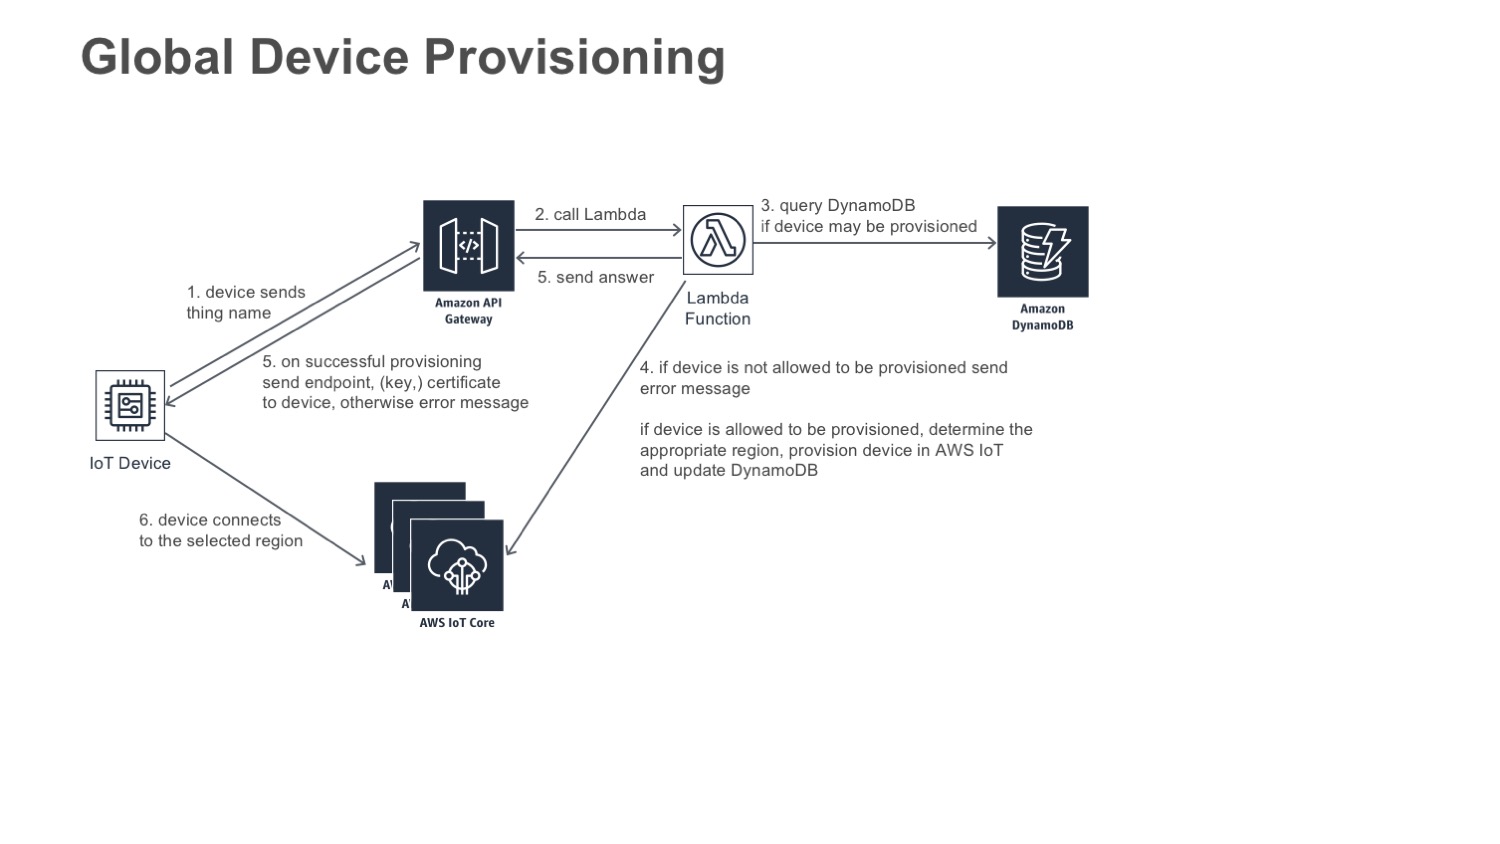 Global Device Provisioning
2. call Lambda
3. query DynamoDB
if device may be provisioned
</>
5. send answer
1. device sends
thing name
Amazon API
Gateway
Lambda
Function
Amazon
DynamoDB
5. on successful provisioning
send endpoint, (key,) certificate
to device, otherwise error message
4. if device is not allowed to be provisioned send
error message
if device is allowed to be provisioned, determine the
appropriate region, provision device in AWS IoT
and update DynamoDB
IoT Device
6. device connects
to the selected region
AWS IoT Core